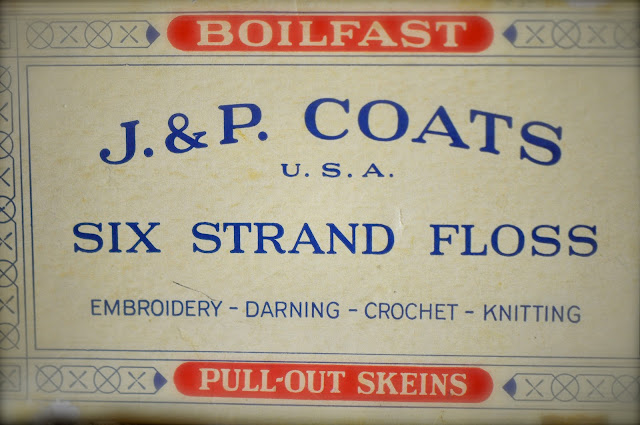 BOILFAST
J. & P. COATS
U. S. A.
SIX STRAND FLOSS
EMBROIDERY - DARNING - CROCHET - KNITTING
PULL-OUT SKEINS